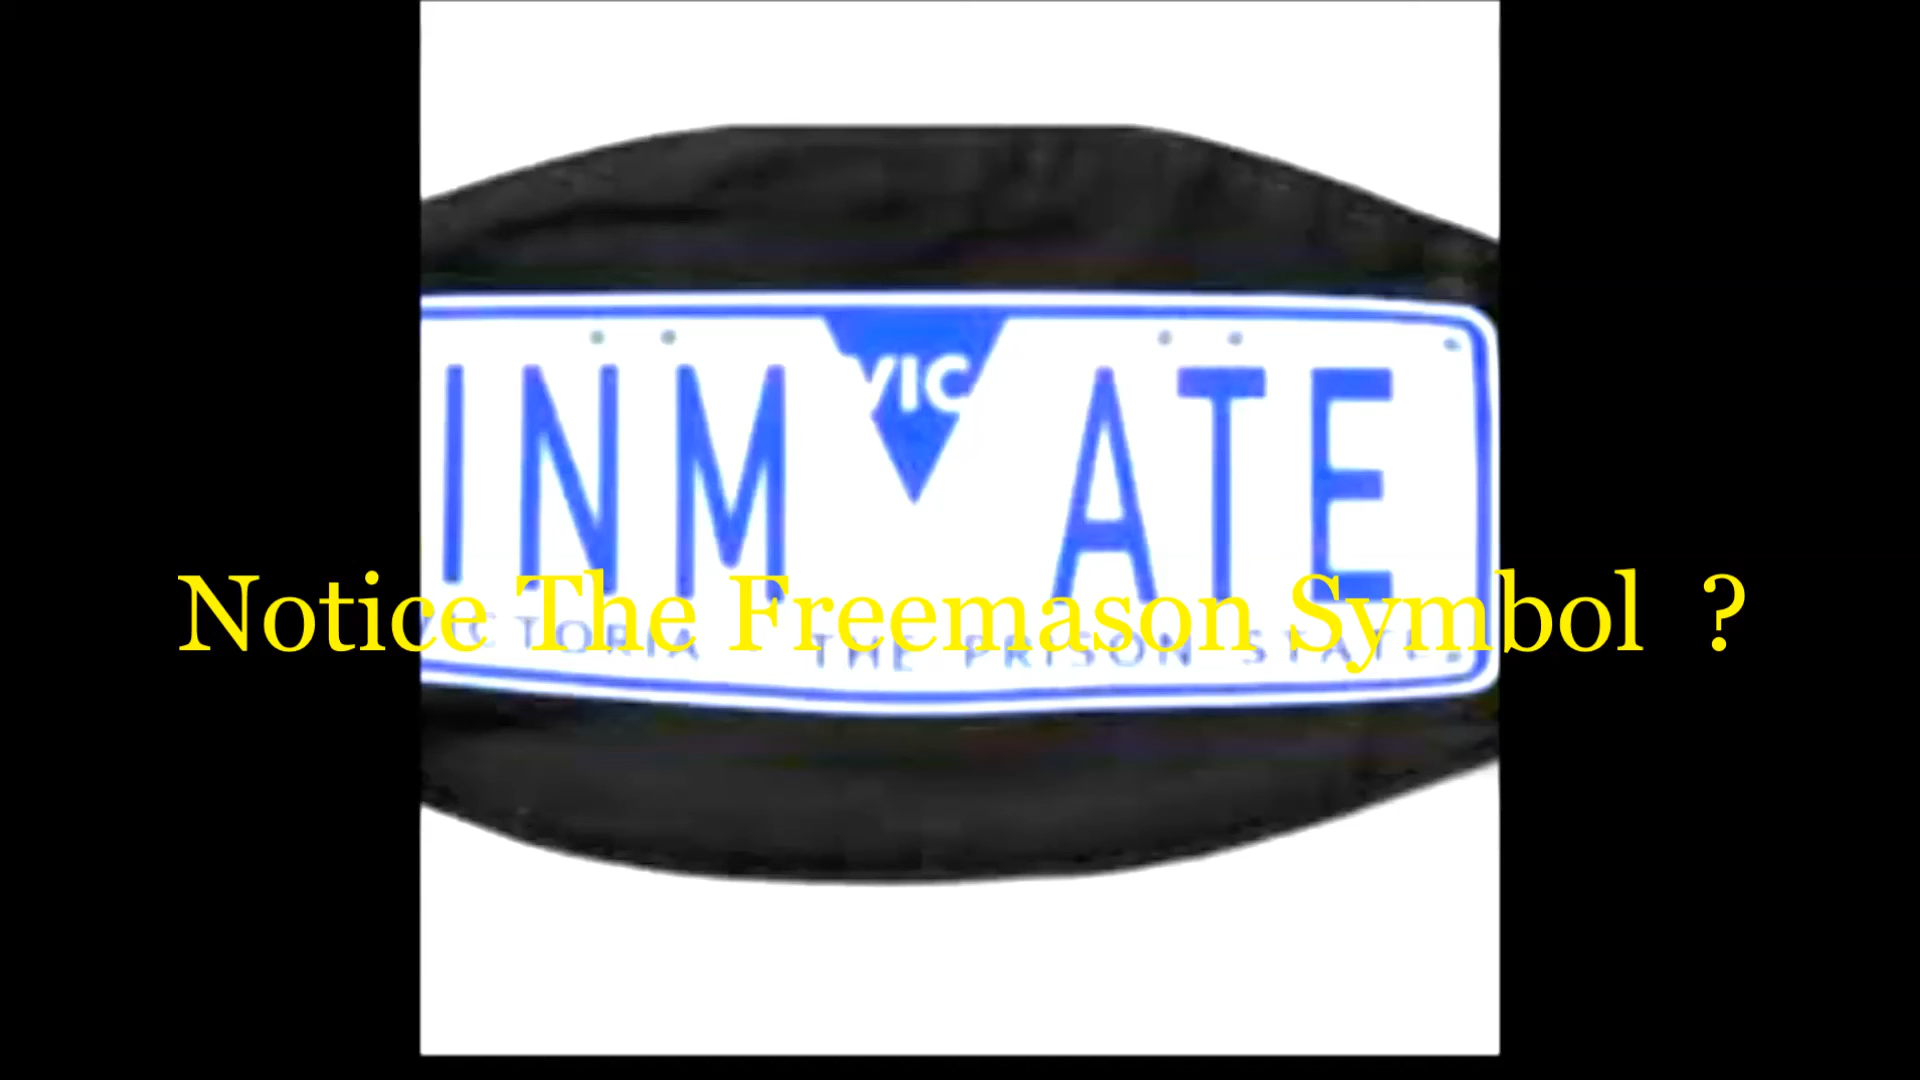 VIC
INM ATE
Notice The Freemason Symbol ?
VICTORIA THE PRISON STATE